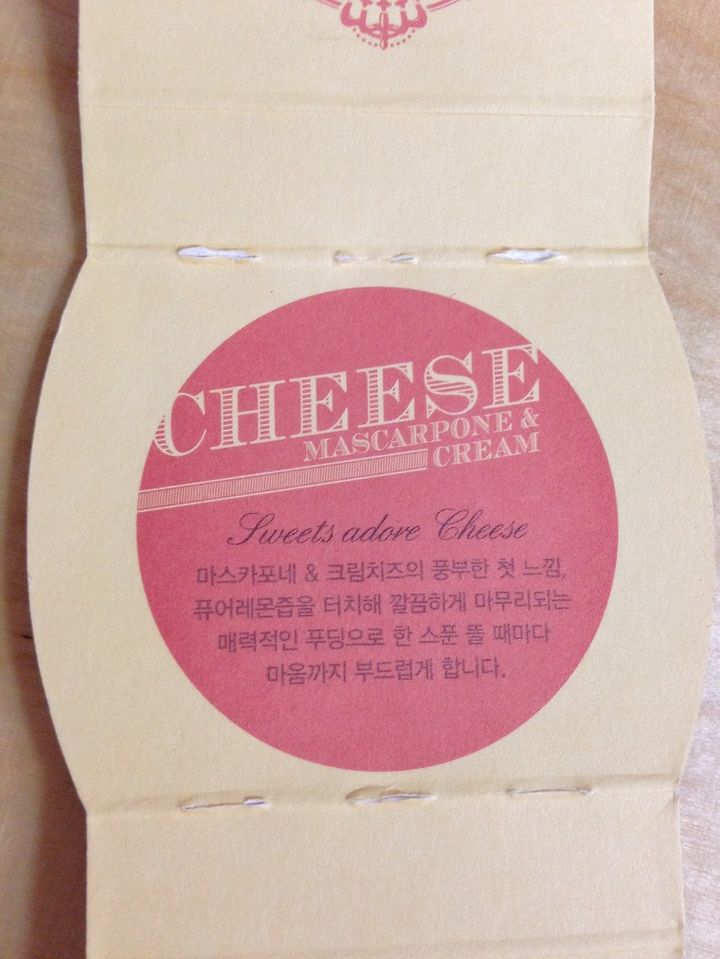 CHEESE
MASCARPONE &
CREAM
Sweets adore Cheese
마스카포네 & 크림치즈의 풍부한 첫 느낌,
퓨어레몬즙을 터치해 깔끔하게 마무리되는
매력적인 푸딩으로 한 스푼 뜰 때마다
마음까지 부드럽게 합니다.